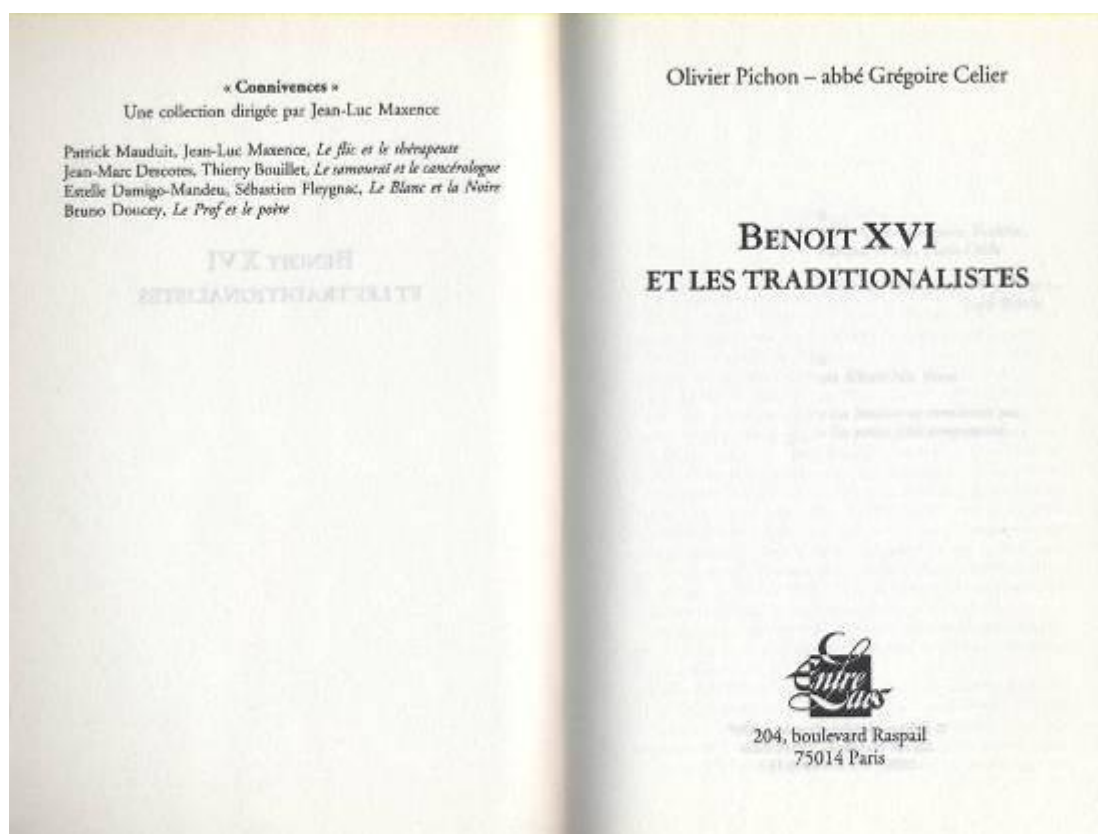 « Connivences »
Une collection dirigée par Jean-Luc Maxence
Patrick Mauduit, Jean-Luc Maxence, Le flic et le thérapeute
Jean-Marc Descotes, Thierry Bouillet, Le samouraï et le cancérologue
Estelle Damigo-Mandeu, Sébastien Fleygnac, Le Blanc et la Noire
Bruno Doucey, Le Prof et le poète
Olivier Pichon – abbé Grégoire Celier
BENOIT XVI
ET LES TRADITIONALISTES
Entre
Lacs
204, boulevard Raspail
75014 Paris